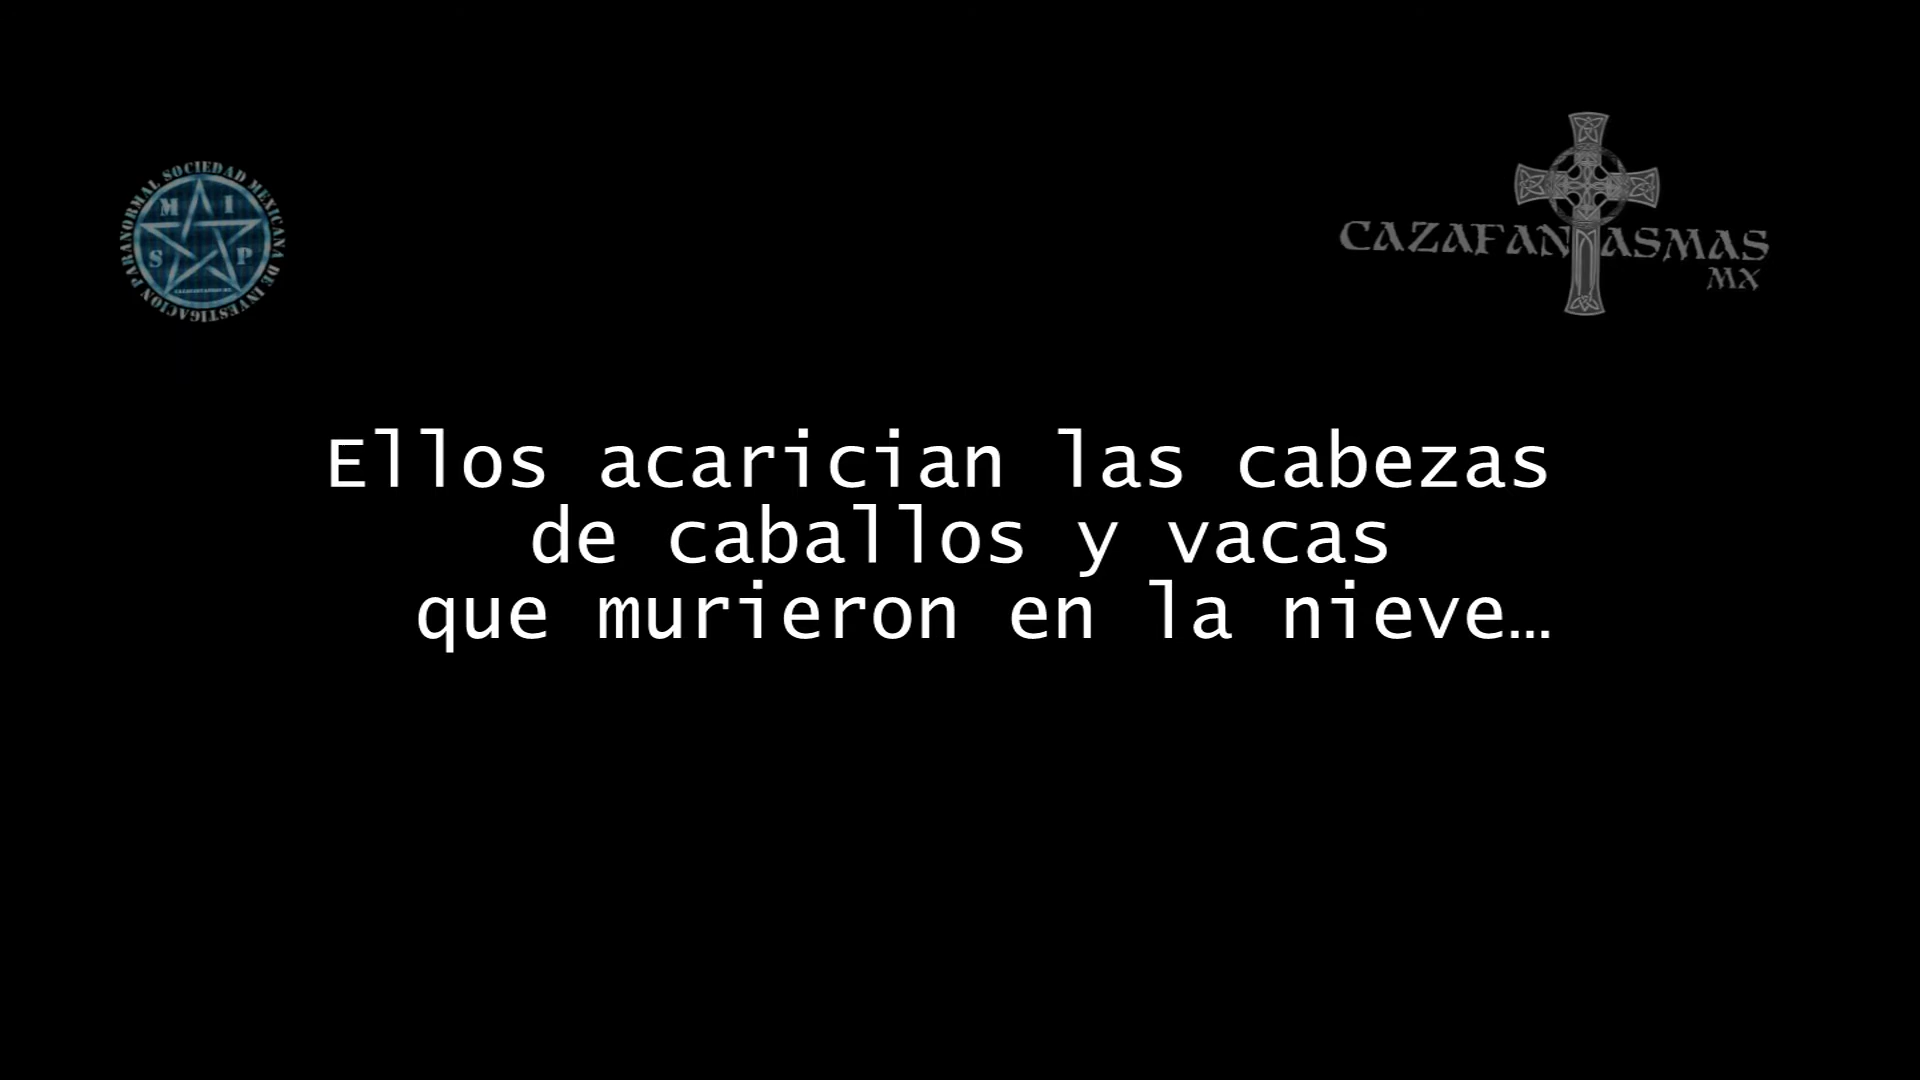 SOCIEDAD MEXICANA DE INVESTIGACION PARANORMAL
M I
S P
CAZAFANTASMAS
MX
Ellos acarician las cabezas
de caballos y vacas
que murieron en la nieve…